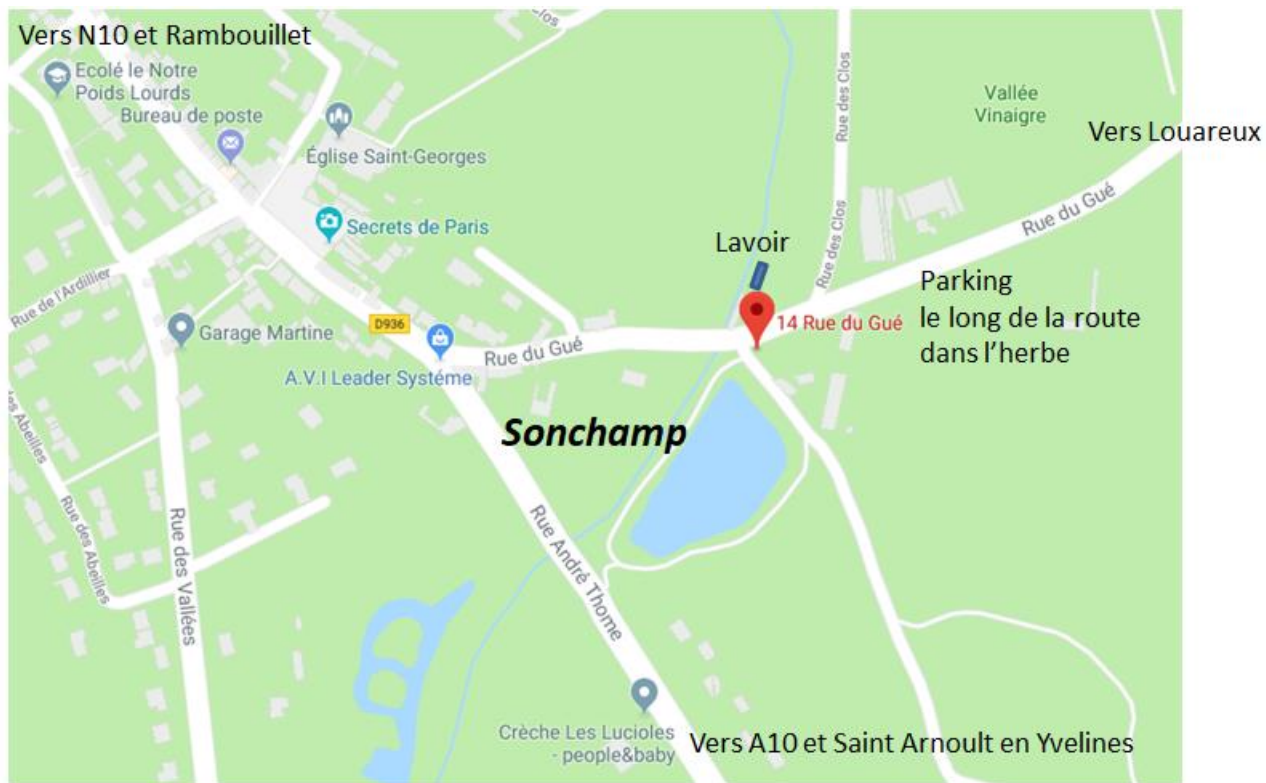 Vers N10 et Rambouillet
Ecolé le Notre
Poids Lourds
Bureau de poste
Église Saint-Georges
Clos
Rue des Clos
Vallée
Vinaigre
Vers Louareux
Rue du Gué
Secrets de Paris
Lavoir
Rue des Clos
Rue de l'Ardillier
Garage Martine
D936
14 Rue du Gué
Parking
le long de la route
dans l'herbe
Rue du Gué
A.V.I Leader Systéme
Sonchamp
des Abeilles
Rue des Abeilles
Rue des Vallées
Rue André Thome
Crèche Les Lucioles
- people&baby
Vers A10 et Saint Arnoult en Yvelines